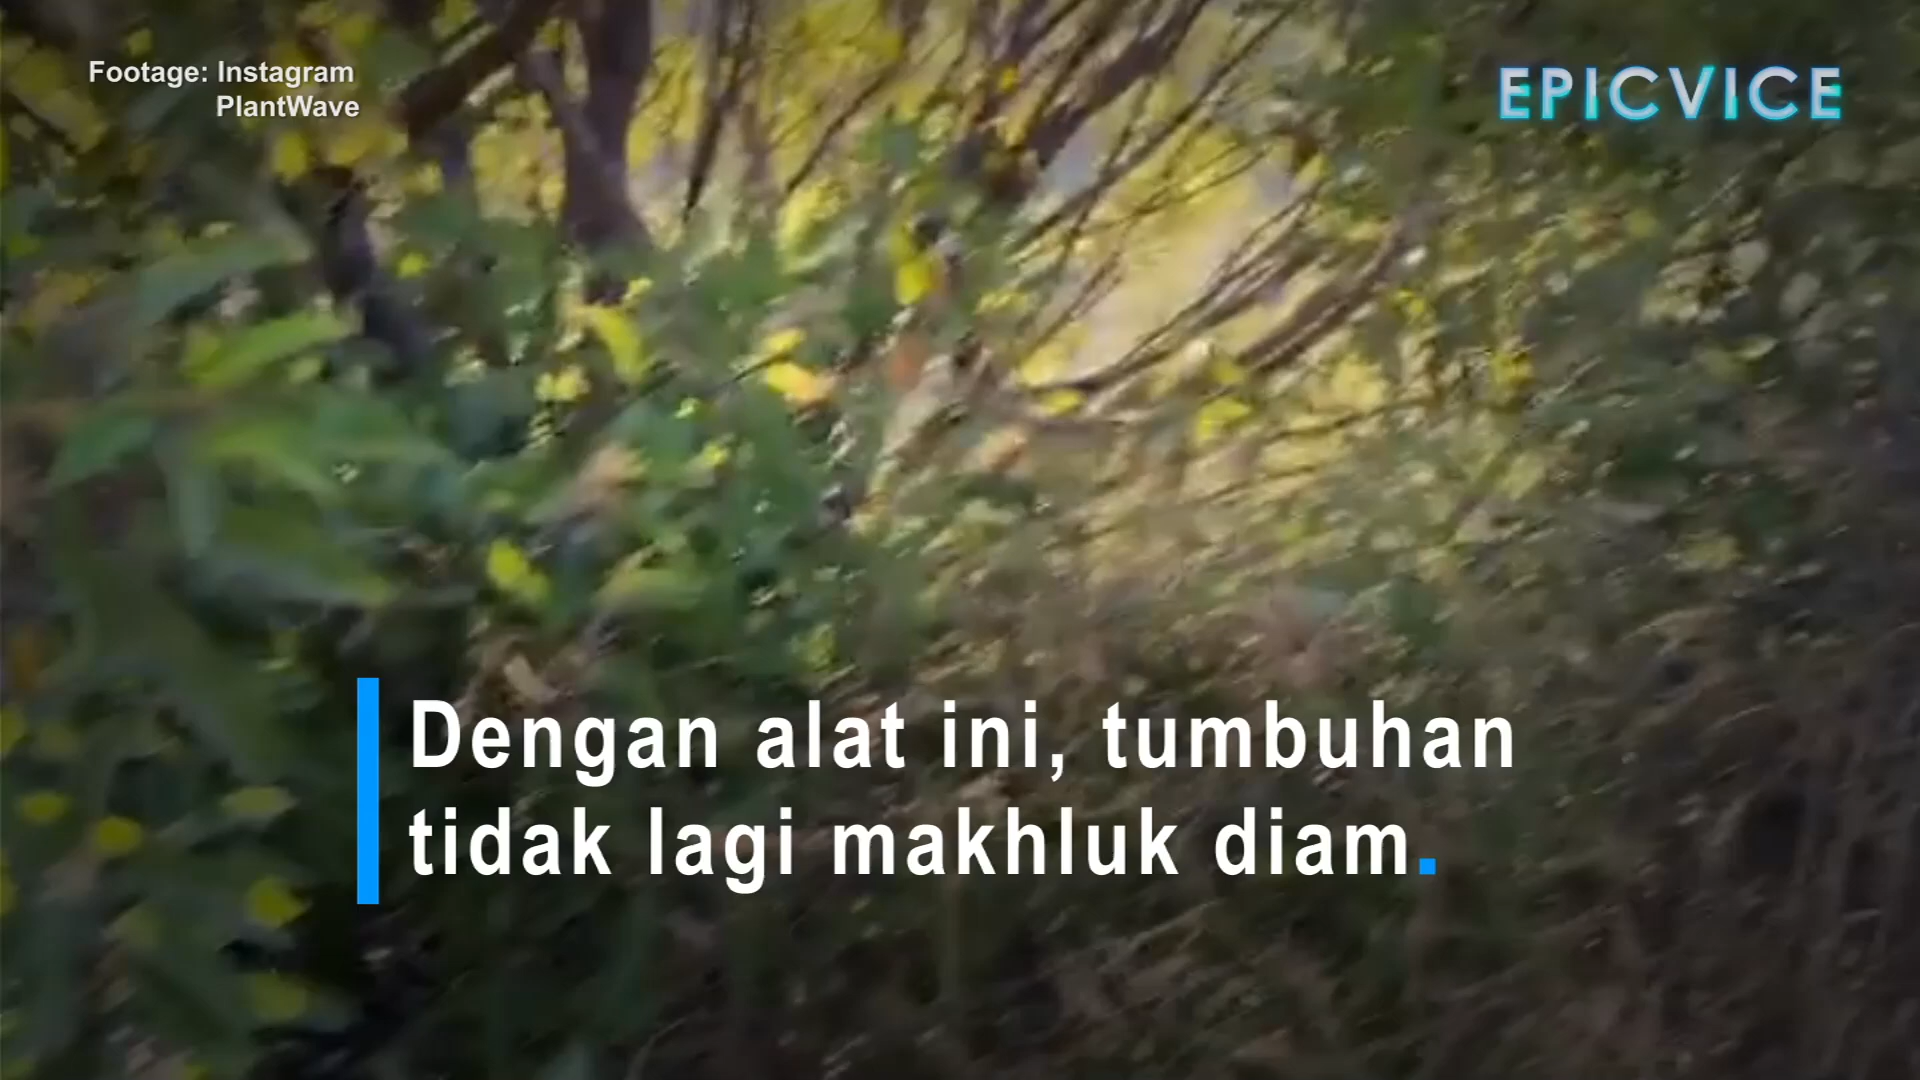 Footage: Instagram
PlantWave
EPICVICE
Dengan alat ini, tumbuhan
tidak lagi makhluk diam.